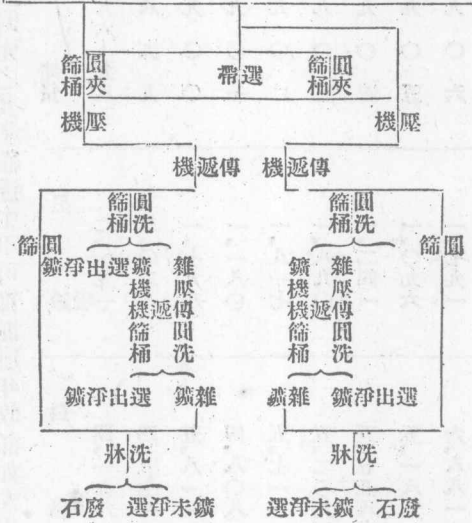 圓篩
夾桶
選帶
圓篩
夾桶
壓機
壓機
傳遞機
傳遞機
圓篩
圓篩
洗桶
雜鑛
壓機
傳遞機
圓篩
洗桶
選出淨鑛
雜鑛
洗牀
廢石
鑛未淨選
圓篩
洗桶
雜鑛
壓機
傳遞機
圓篩
洗桶
選出淨鑛
圓篩
雜鑛
選出淨鑛
洗牀
鑛未淨選
廢石